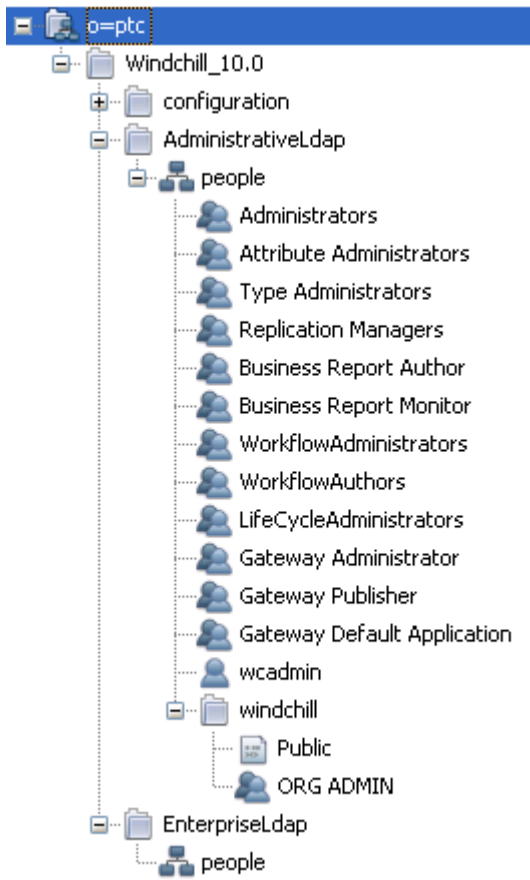 o=ptc
Windchill_10.0
configuration
AdministrativeLdap
people
Administrators
Attribute Administrators
Type Administrators
Replication Managers
Business Report Author
Business Report Monitor
WorkflowAdministrators
WorkflowAuthors
LifeCycleAdministrators
Gateway Administrator
Gateway Publisher
Gateway Default Application
wcadmin
windchill
Public
ORG ADMIN
EnterpriseLdap
people